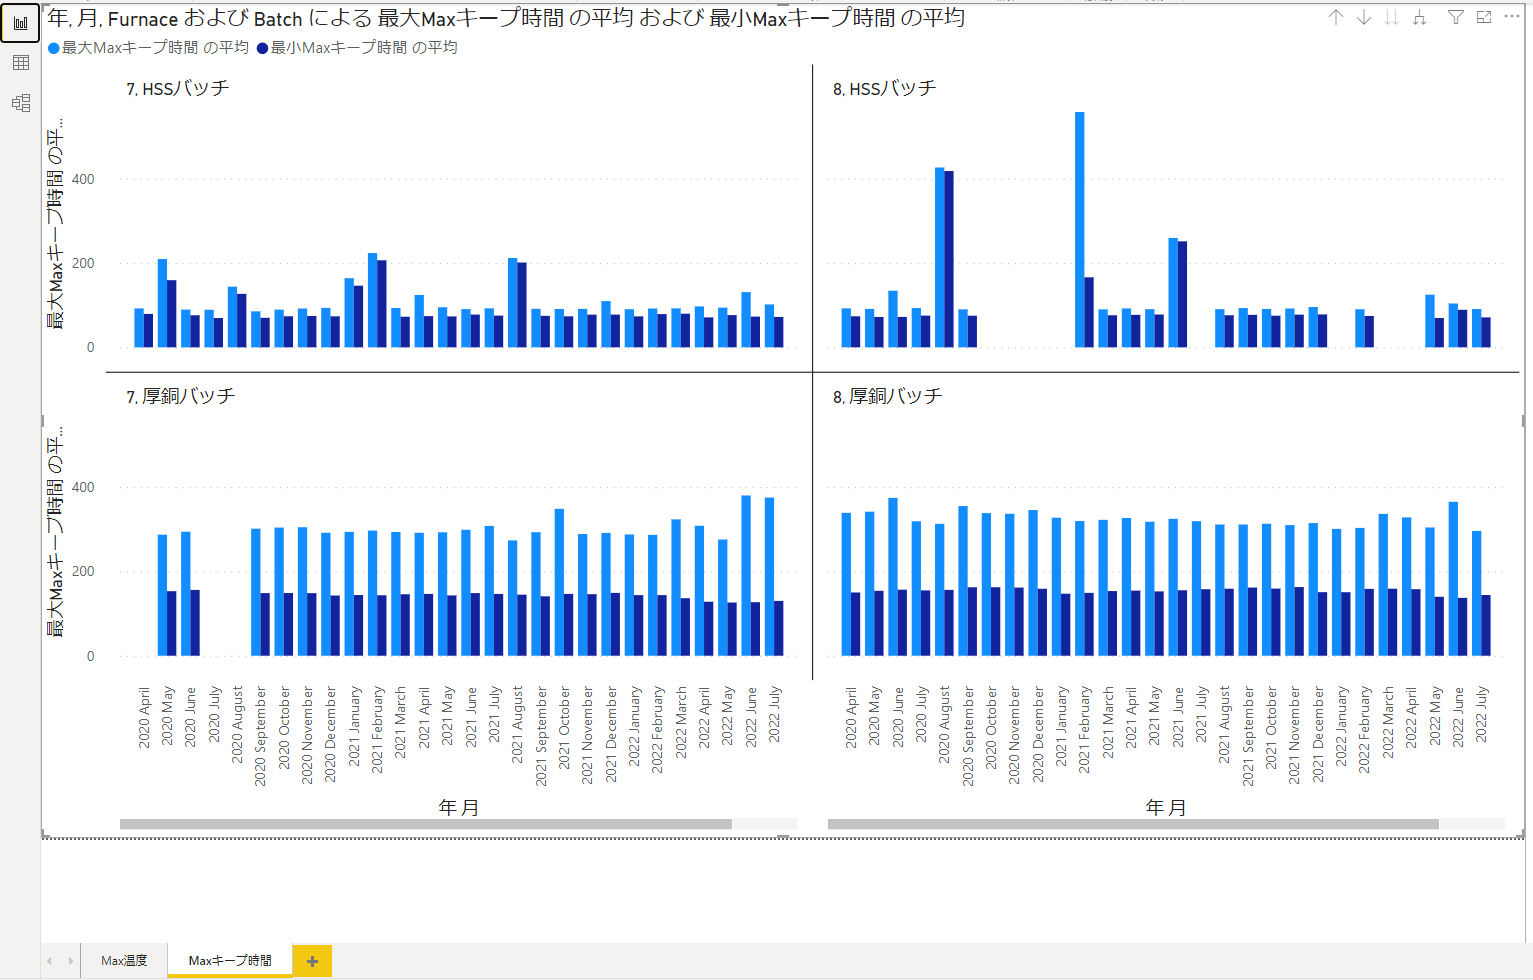 年, 月, Furnace および Batch による 最大Maxキープ時間 の平均 および 最小Maxキープ時間 の平均
最大Maxキープ時間 の平均 最小Maxキープ時間 の平均
7, HSSバッチ
8, HSSバッチ
最大Maxキープ時間 の平...
400
200
0
7, 厚銅バッチ
8, 厚銅バッチ
最大Maxキープ時間 の平...
400
200
0
2020 April
2020 May
2020 June
2020 July
2020 August
2020 September
2020 October
2020 November
2020 December
2021 January
2021 February
2021 March
2021 April
2021 May
2021 June
2021 July
2021 August
2021 September
2021 October
2021 November
2021 December
2022 January
2022 February
2022 March
2022 April
2022 May
2022 June
2022 July
2020 April
2020 May
2020 June
2020 July
2020 August
2020 September
2020 October
2020 November
2020 December
2021 January
2021 February
2021 March
2021 April
2021 May
2021 June
2021 July
2021 August
2021 September
2021 October
2021 November
2021 December
2022 January
2022 February
2022 March
2022 April
2022 May
2022 June
2022 July
年 月
年 月
Max温度 Maxキープ時間